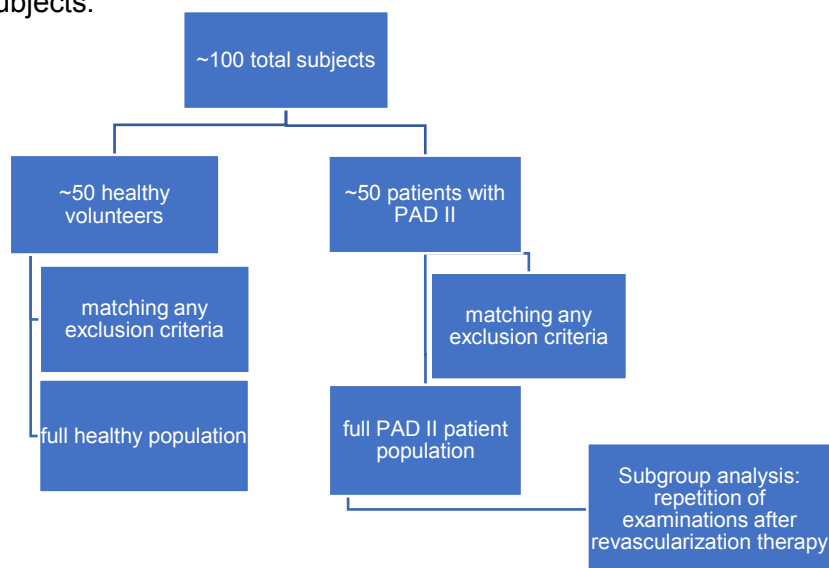 ~100 total subjects
~50 healthy
volunteers
~50 patients with
PAD II
matching any
exclusion criteria
matching any
exclusion criteria
full healthy population
full PAD II patient
population
Subgroup analysis:
repetition of
examinations after
revascularization therapy